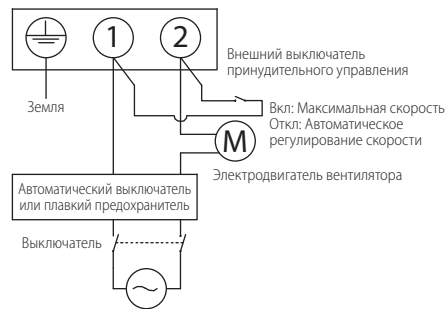 1
2
Внешний выключатель
принудительного управления
Земля
Вкл: Максимальная скорость
Откл: Автоматическое
регулирование скорости
M
Электродвигатель вентилятора
Автоматический выключатель
или плавкий предохранитель
Выключатель